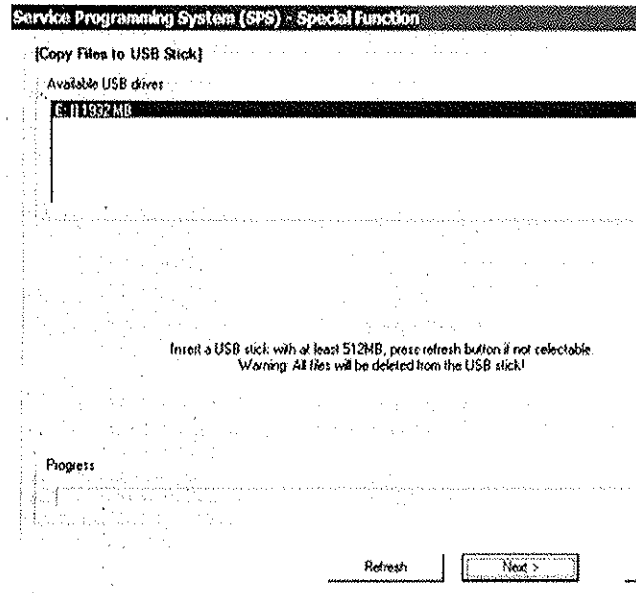 Service Programming System (SPS) - Special Function
[Copy Files to USB Stick]
Available USB drives
E: [] 1932 MB
Insert a USB stick with at least 512MB, press refresh button if not selectable.
Warning: All files will be deleted from the USB stick!
Progress
Refresh
Next >